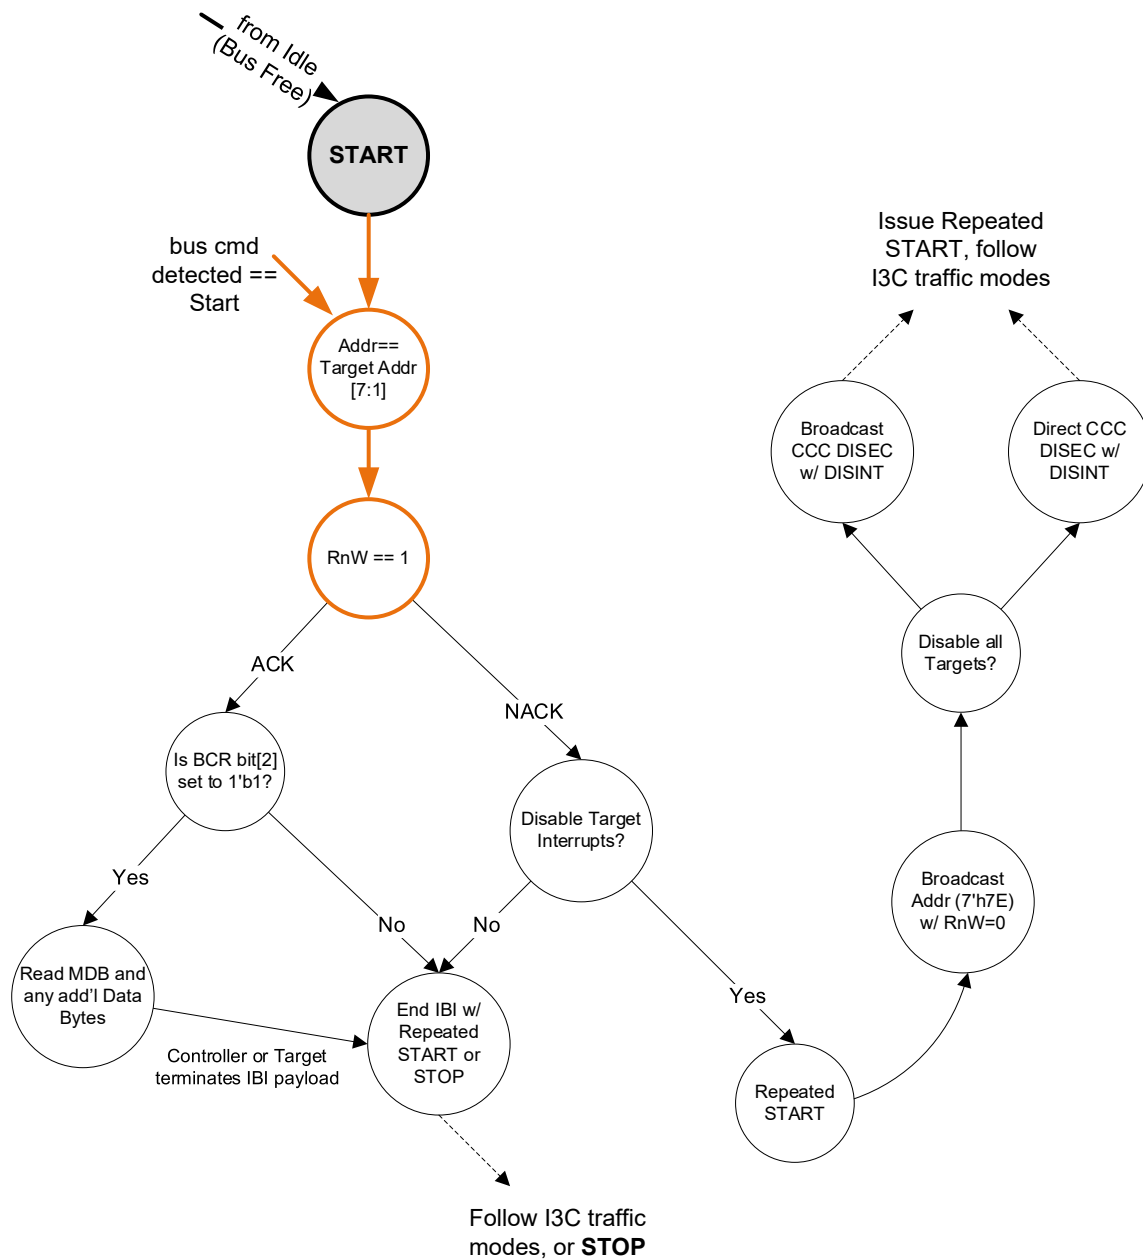 from Idle
(Bus Free)
START
bus cmd
detected ==
Start
Addr==
Target Addr
[7:1]
RnW == 1
ACK
NACK
Is BCR bit[2]
set to 1'b1?
Disable Target
Interrupts?
Yes
No
No
Yes
Read MDB and
any add'l Data
Bytes
Controller or Target
terminates IBI payload
End IBI w/
Repeated
START or
STOP
Follow I3C traffic
modes, or STOP
Repeated
START
Broadcast
Addr (7'h7E)
w/ RnW=0
Disable all
Targets?
Broadcast
CCC DISEC
w/ DISINT
Direct CCC
DISEC w/
DISINT
Issue Repeated
START, follow
I3C traffic modes